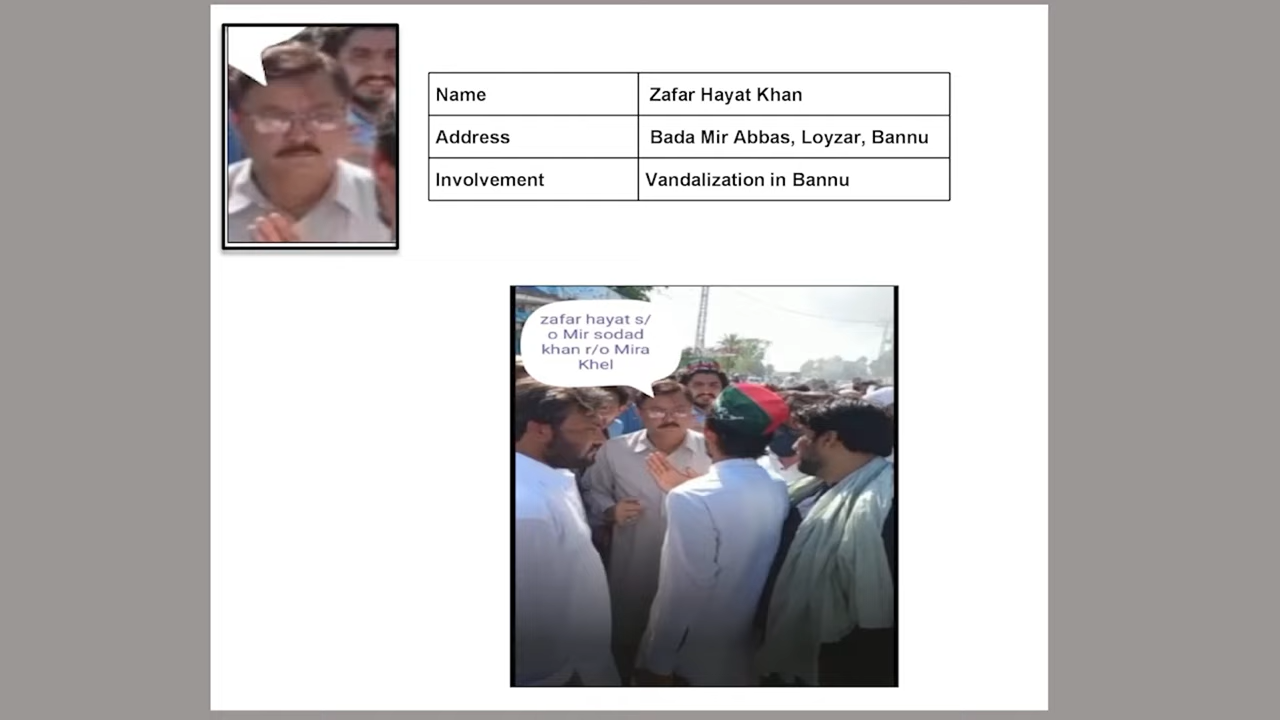 Name Zafar Hayat Khan
Address Bada Mir Abbas, Loyzar, Bannu
Involvement Vandalization in Bannu
zafar hayat s/
o Mir sodad
khan r/o Mira
Khel